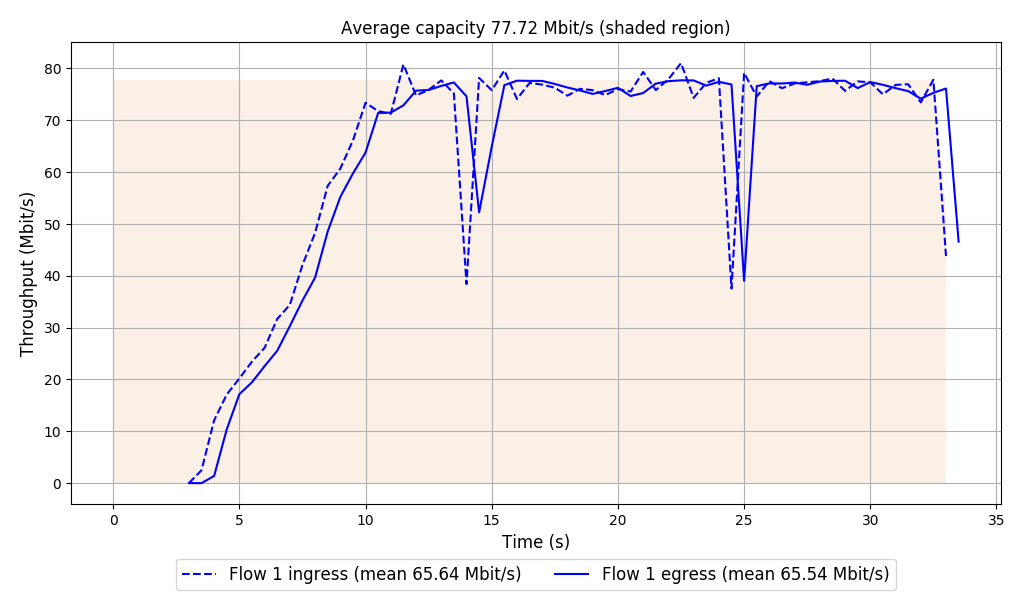 Average capacity 77.72 Mbit/s (shaded region)
Throughput (Mbit/s)
80
70
60
50
40
30
20
10
0
0 5 10 15 20 25 30 35
Time (s)
Flow 1 ingress (mean 65.64 Mbit/s) Flow 1 egress (mean 65.54 Mbit/s)